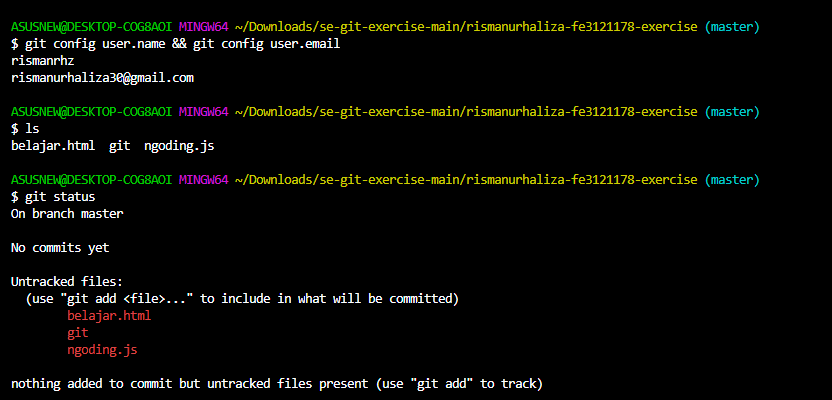 ASUSNEW@DESKTOP-COG8AOI MINGW64 ~/Downloads/se-git-exercise-main/rismanurhaliza-fe3121178-exercise (master)
$ git config user.name && git config user.email
rismanrhz
rismanurhaliza30@gmail.com
ASUSNEW@DESKTOP-COG8AOI MINGW64 ~/Downloads/se-git-exercise-main/rismanurhaliza-fe3121178-exercise (master)
$ ls
belajar.html  git  ngoding.js
ASUSNEW@DESKTOP-COG8AOI MINGW64 ~/Downloads/se-git-exercise-main/rismanurhaliza-fe3121178-exercise (master)
$ git status
On branch master
No commits yet
Untracked files:
  (use "git add <file>..." to include in what will be committed)
        belajar.html
        git
        ngoding.js
nothing added to commit but untracked files present (use "git add" to track)